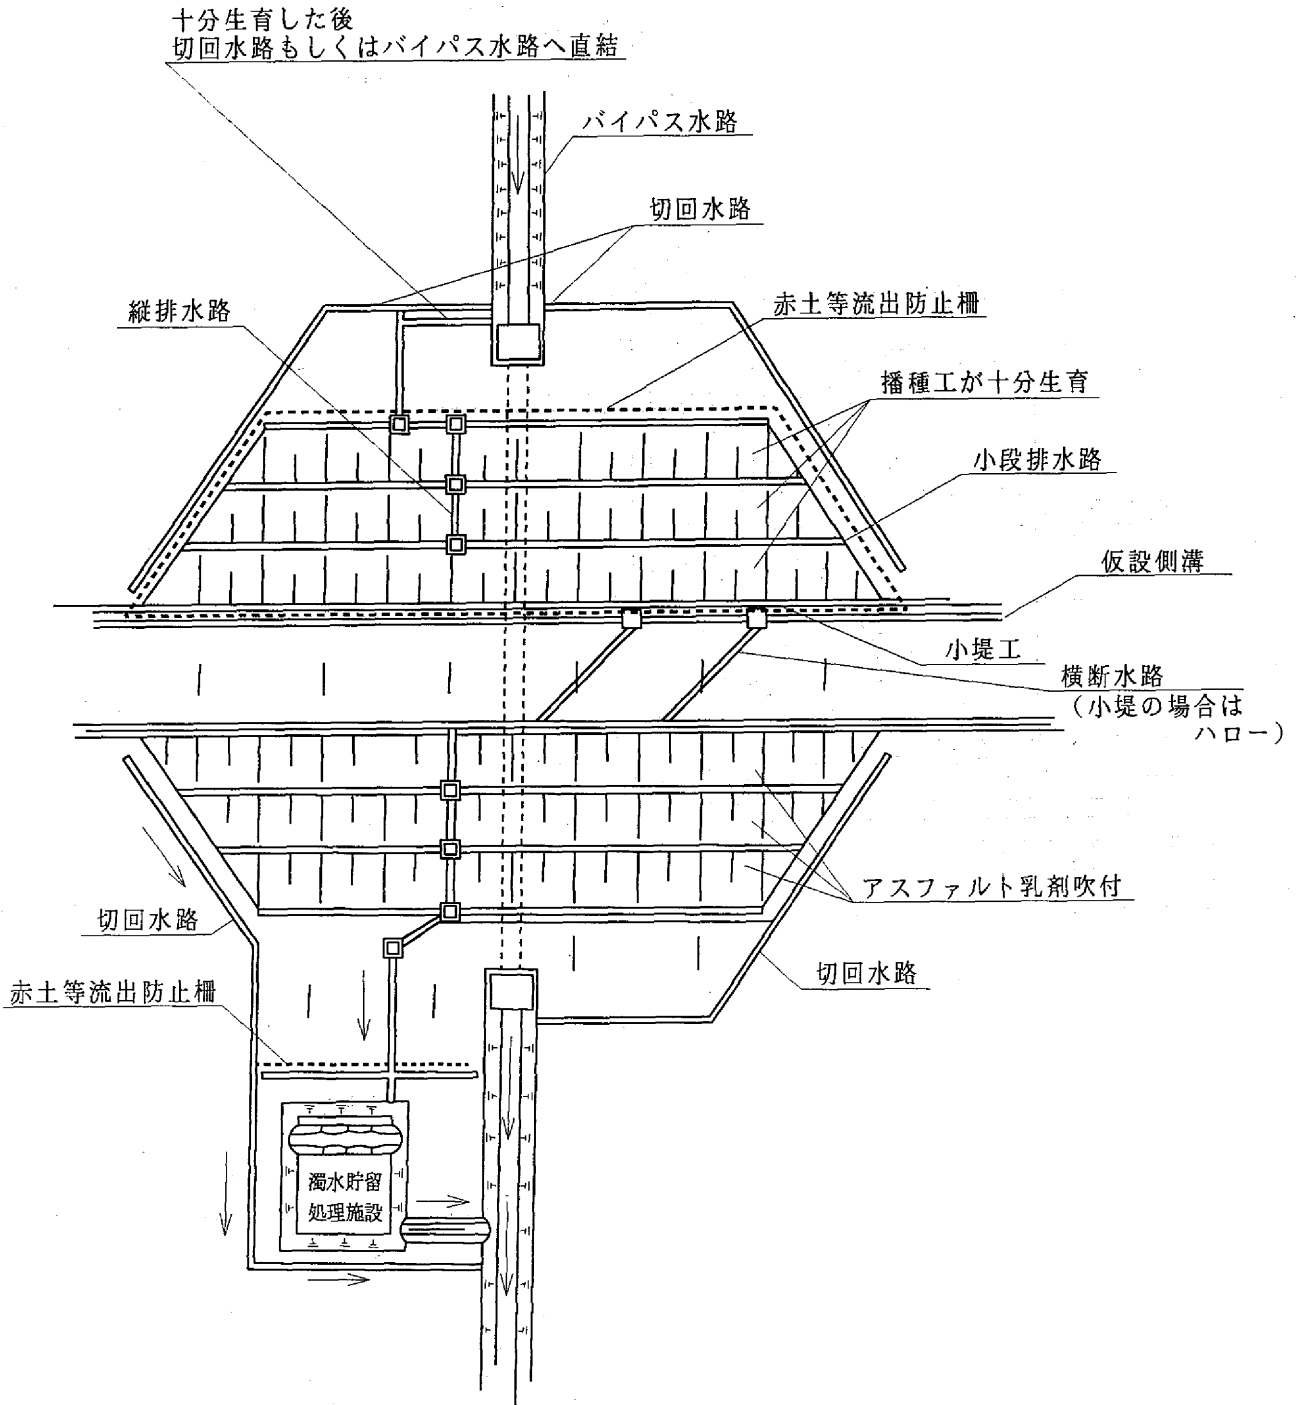 十分生育した後
切回水路もしくはバイパス水路へ直結
バイパス水路
切回水路
縦排水路
赤土等流出防止柵
播種工が十分生育
小段排水路
仮設側溝
小堤工
横断水路
（小堤の場合は
ハロー）
アスファルト乳剤吹付
切回水路
切回水路
赤土等流出防止柵
濁水貯留
処理施設